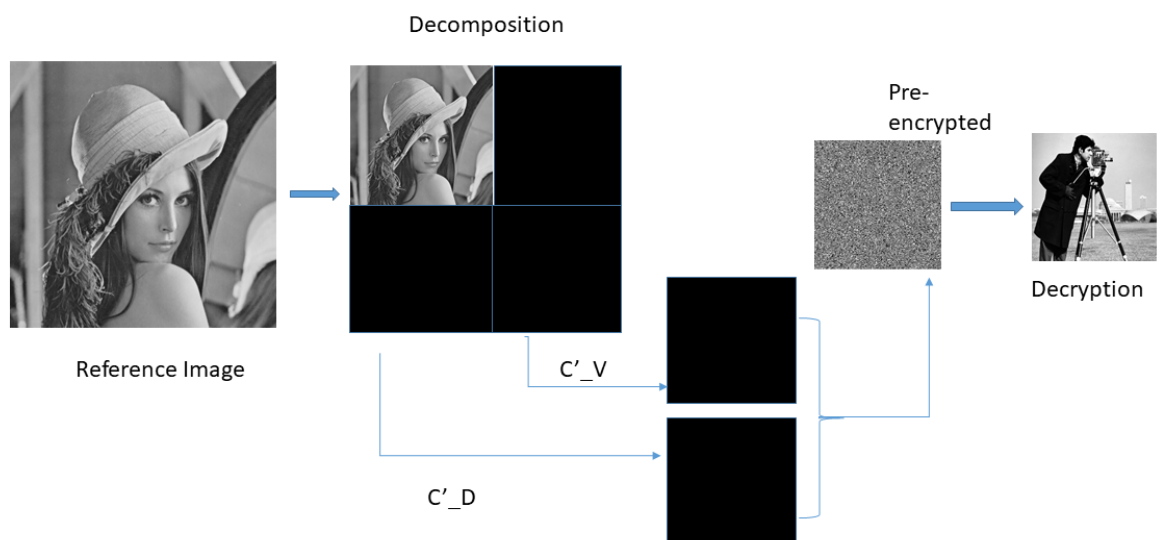 Decomposition
Pre-
encrypted
Decryption
Reference Image
C’_V
C’_D